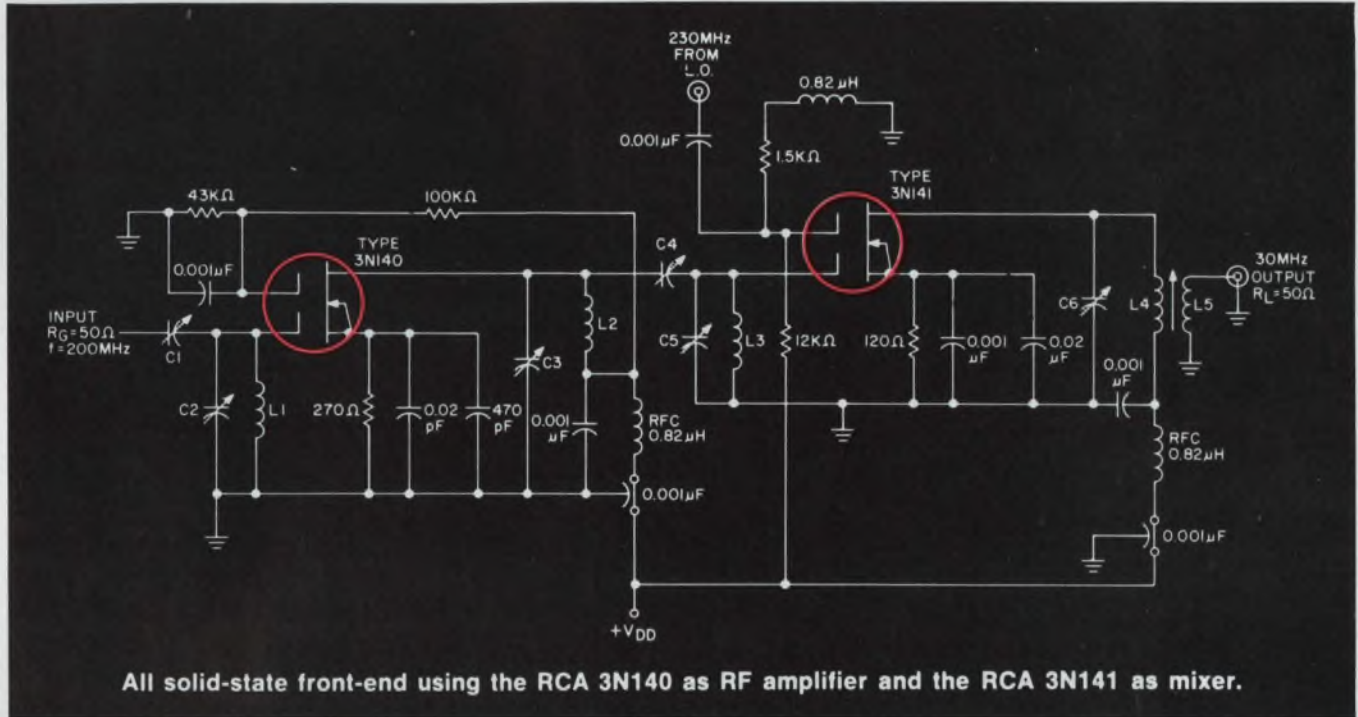 230MHz
FROM
L.O.
0.82µH
0.001µF
1.5KΩ
TYPE
3N141
43KΩ
100KΩ
TYPE
3N140
0.001µF
C4
INPUT
RG=50Ω
f=200MHz
C1
C2
L1
270Ω
0.02
pF
470
pF
C3
L2
0.001
µF
RFC
0.82µH
0.001µF
C5
L3
12KΩ
120Ω
0.001
µF
0.02
µF
C6
L4
L5
30MHz
OUTPUT
RL=50Ω
0.001
µF
RFC
0.82µH
0.001µF
+VDD
All solid-state front-end using the RCA 3N140 as RF amplifier and the RCA 3N141 as mixer.